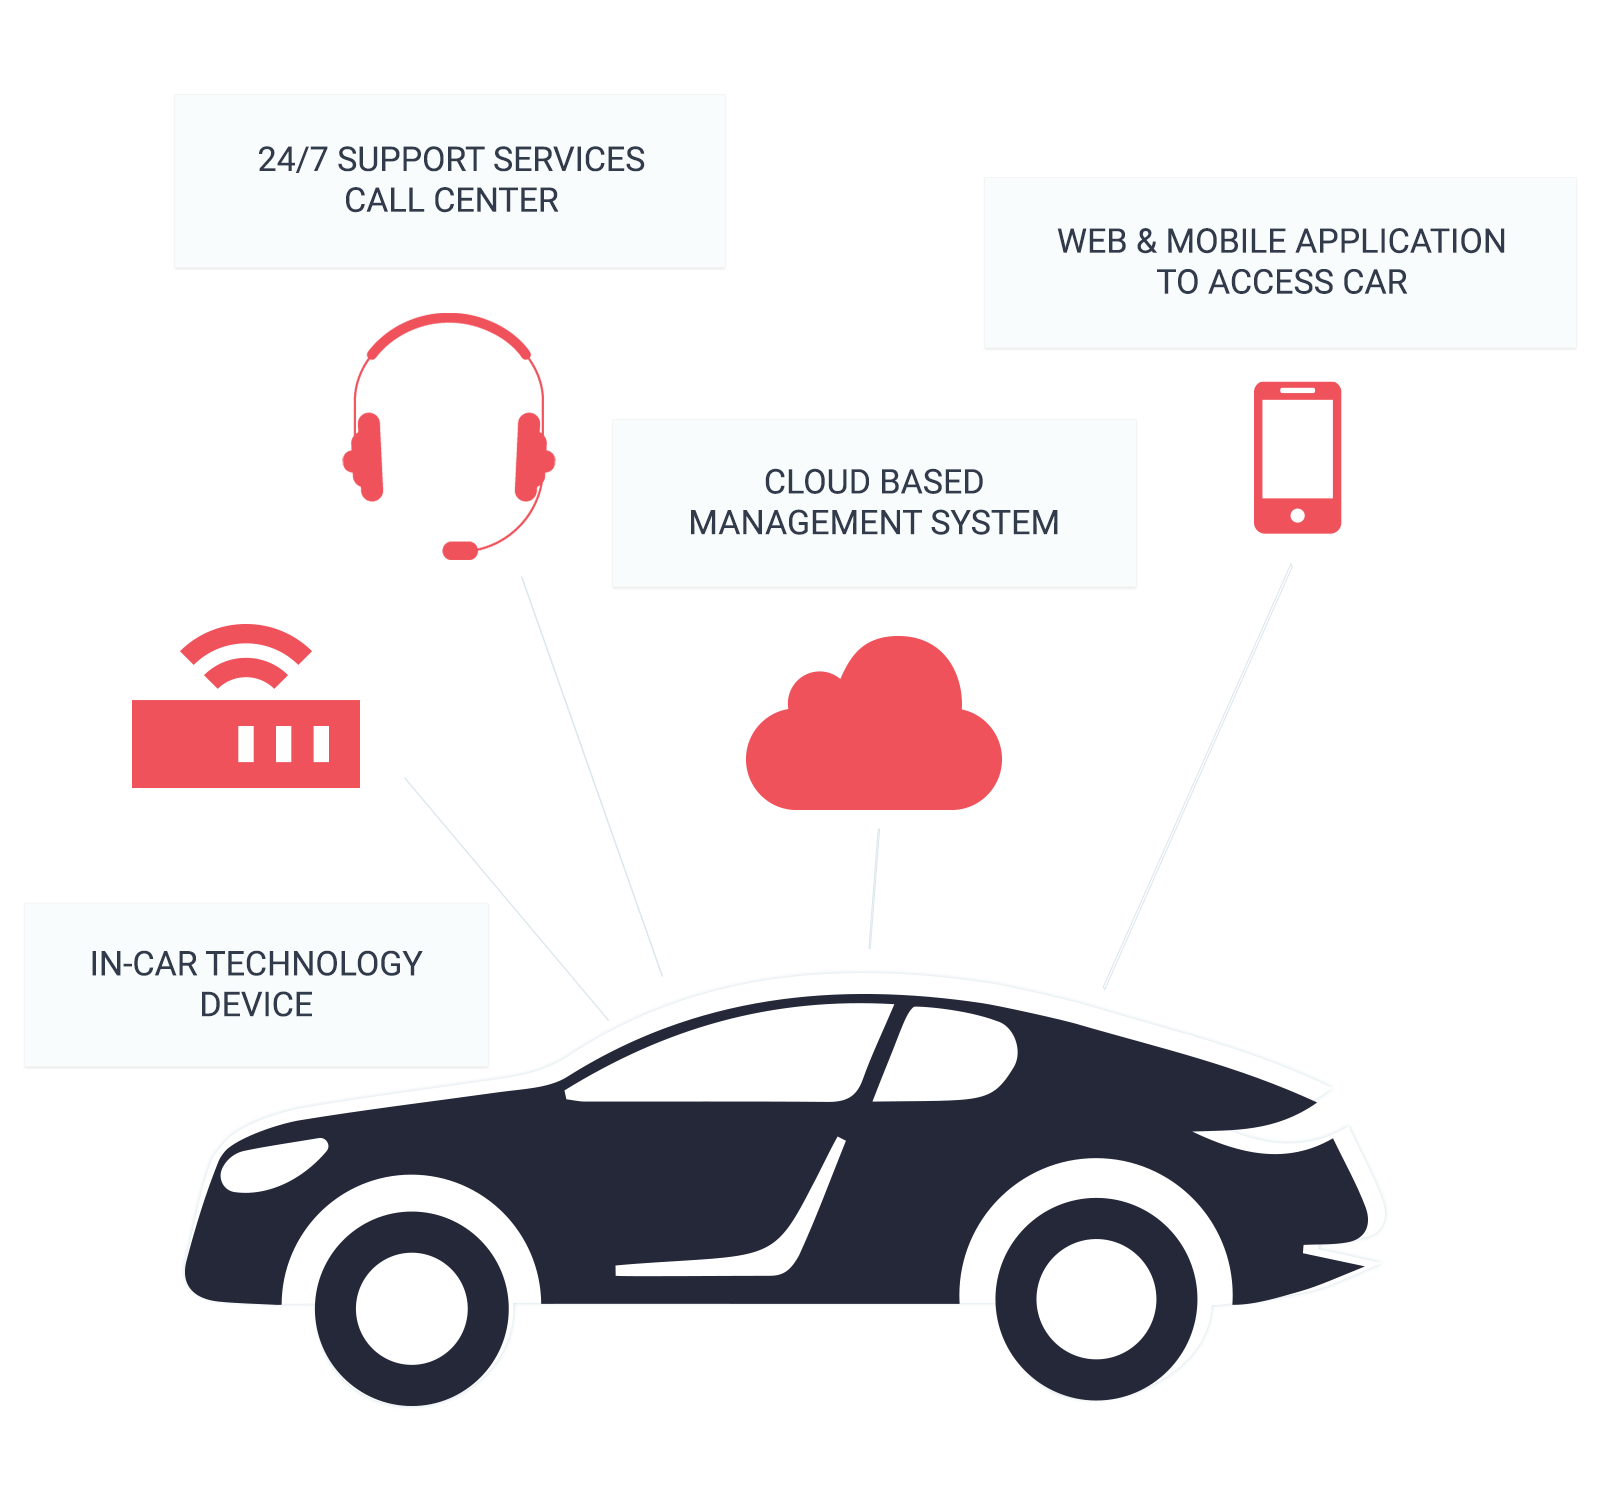 24/7 SUPPORT SERVICES
CALL CENTER
WEB & MOBILE APPLICATION
TO ACCESS CAR
CLOUD BASED
MANAGEMENT SYSTEM
IN-CAR TECHNOLOGY
DEVICE